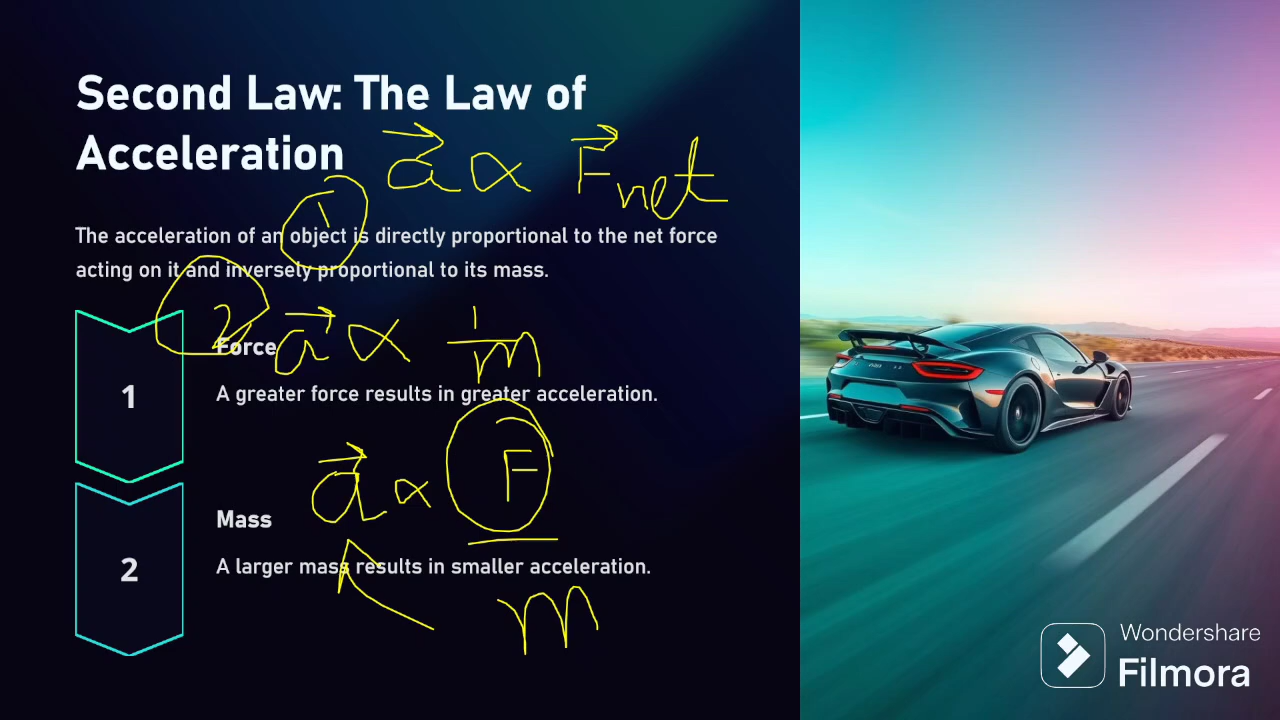 Second Law: The Law of
Acceleration
a⃗ ∝ F⃗net
1
The acceleration of an object is directly proportional to the net force
acting on it and inversely proportional to its mass.
2
a⃗ ∝ 1/m
1
Force
A greater force results in greater acceleration.
a⃗ ∝ F/m
2
Mass
A larger mass results in smaller acceleration.
Wondershare
Filmora